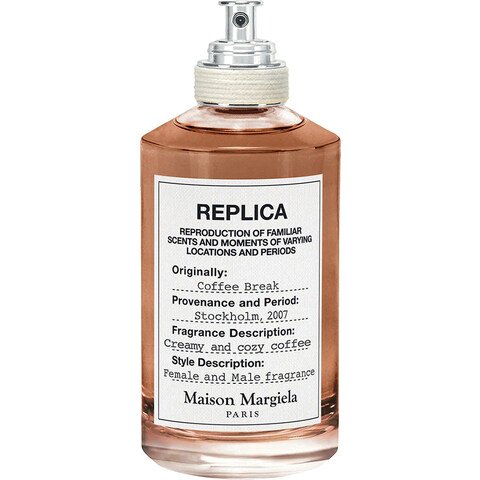 REPLICA
REPRODUCTION OF FAMILIAR
SCENTS AND MOMENTS OF VARYING
LOCATIONS AND PERIODS
Originally:
Coffee Break
Provenance and Period:
Stockholm, 2007
Fragrance Description:
Creamy and cozy coffee
Style Description:
Female and Male fragrance
Maison Margiela
PARIS